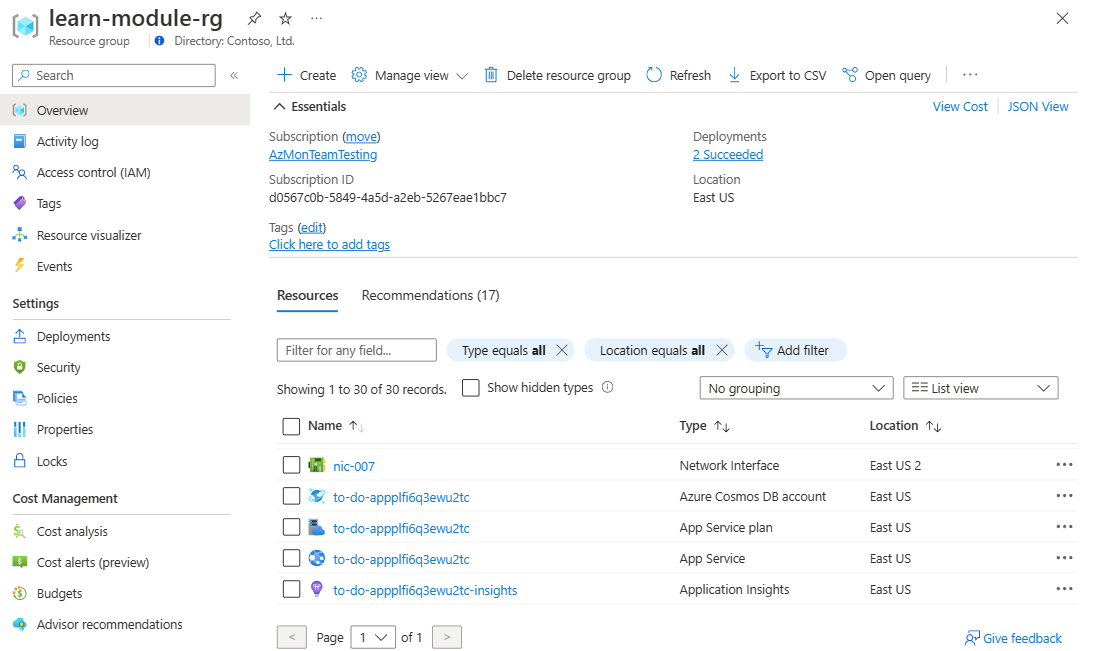 learn-module-rg
Resource group
Directory: Contoso, Ltd.
Search
Overview
Activity log
Access control (IAM)
Tags
Resource visualizer
Events
Settings
Deployments
Security
Policies
Properties
Locks
Cost Management
Cost analysis
Cost alerts (preview)
Budgets
Advisor recommendations
Create Manage view Delete resource group Refresh Export to CSV Open query
Essentials
View Cost JSON View
Subscription (move)
AzMonTeamTesting
Subscription ID
d0567c0b-5849-4a5d-a2eb-5267eae1bbc7
Tags (edit)
Click here to add tags
Deployments
2 Succeeded
Location
East US
Resources Recommendations (17)
Filter for any field... Type equals all Location equals all Add filter
Showing 1 to 30 of 30 records. Show hidden types No grouping List view
Name Type Location
nic-007 Network Interface East US 2
to-do-appplfi6q3ewu2tc Azure Cosmos DB account East US
to-do-appplfi6q3ewu2tc App Service plan East US
to-do-appplfi6q3ewu2tc App Service East US
to-do-appplfi6q3ewu2tc-insights Application Insights East US
< Page 1 of 1 >
Give feedback